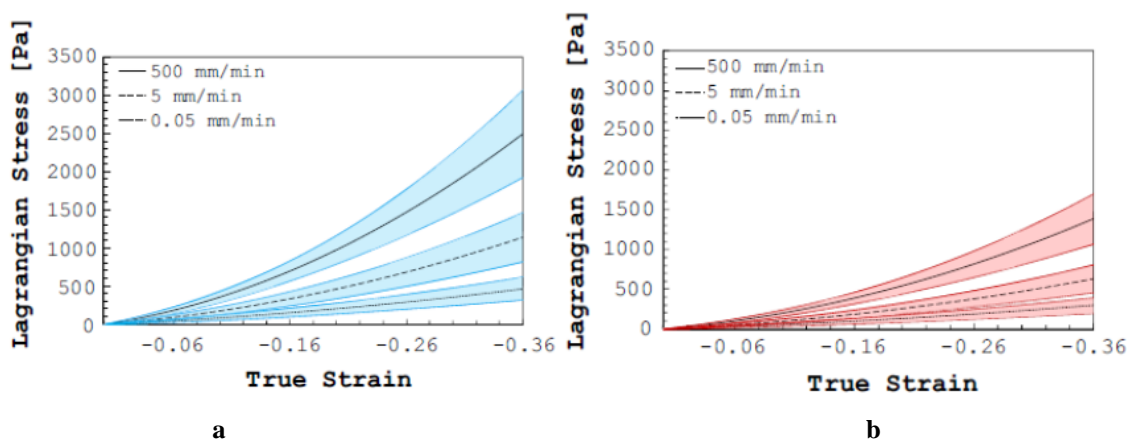 Lagrangian Stress [Pa]
3500
3000
2500
2000
1500
1000
500
0
500 mm/min
5 mm/min
0.05 mm/min
-0.06
-0.16
-0.26
-0.36
True Strain
a
Lagrangian Stress [Pa]
3500
3000
2500
2000
1500
1000
500
0
500 mm/min
5 mm/min
0.05 mm/min
-0.06
-0.16
-0.26
-0.36
True Strain
b